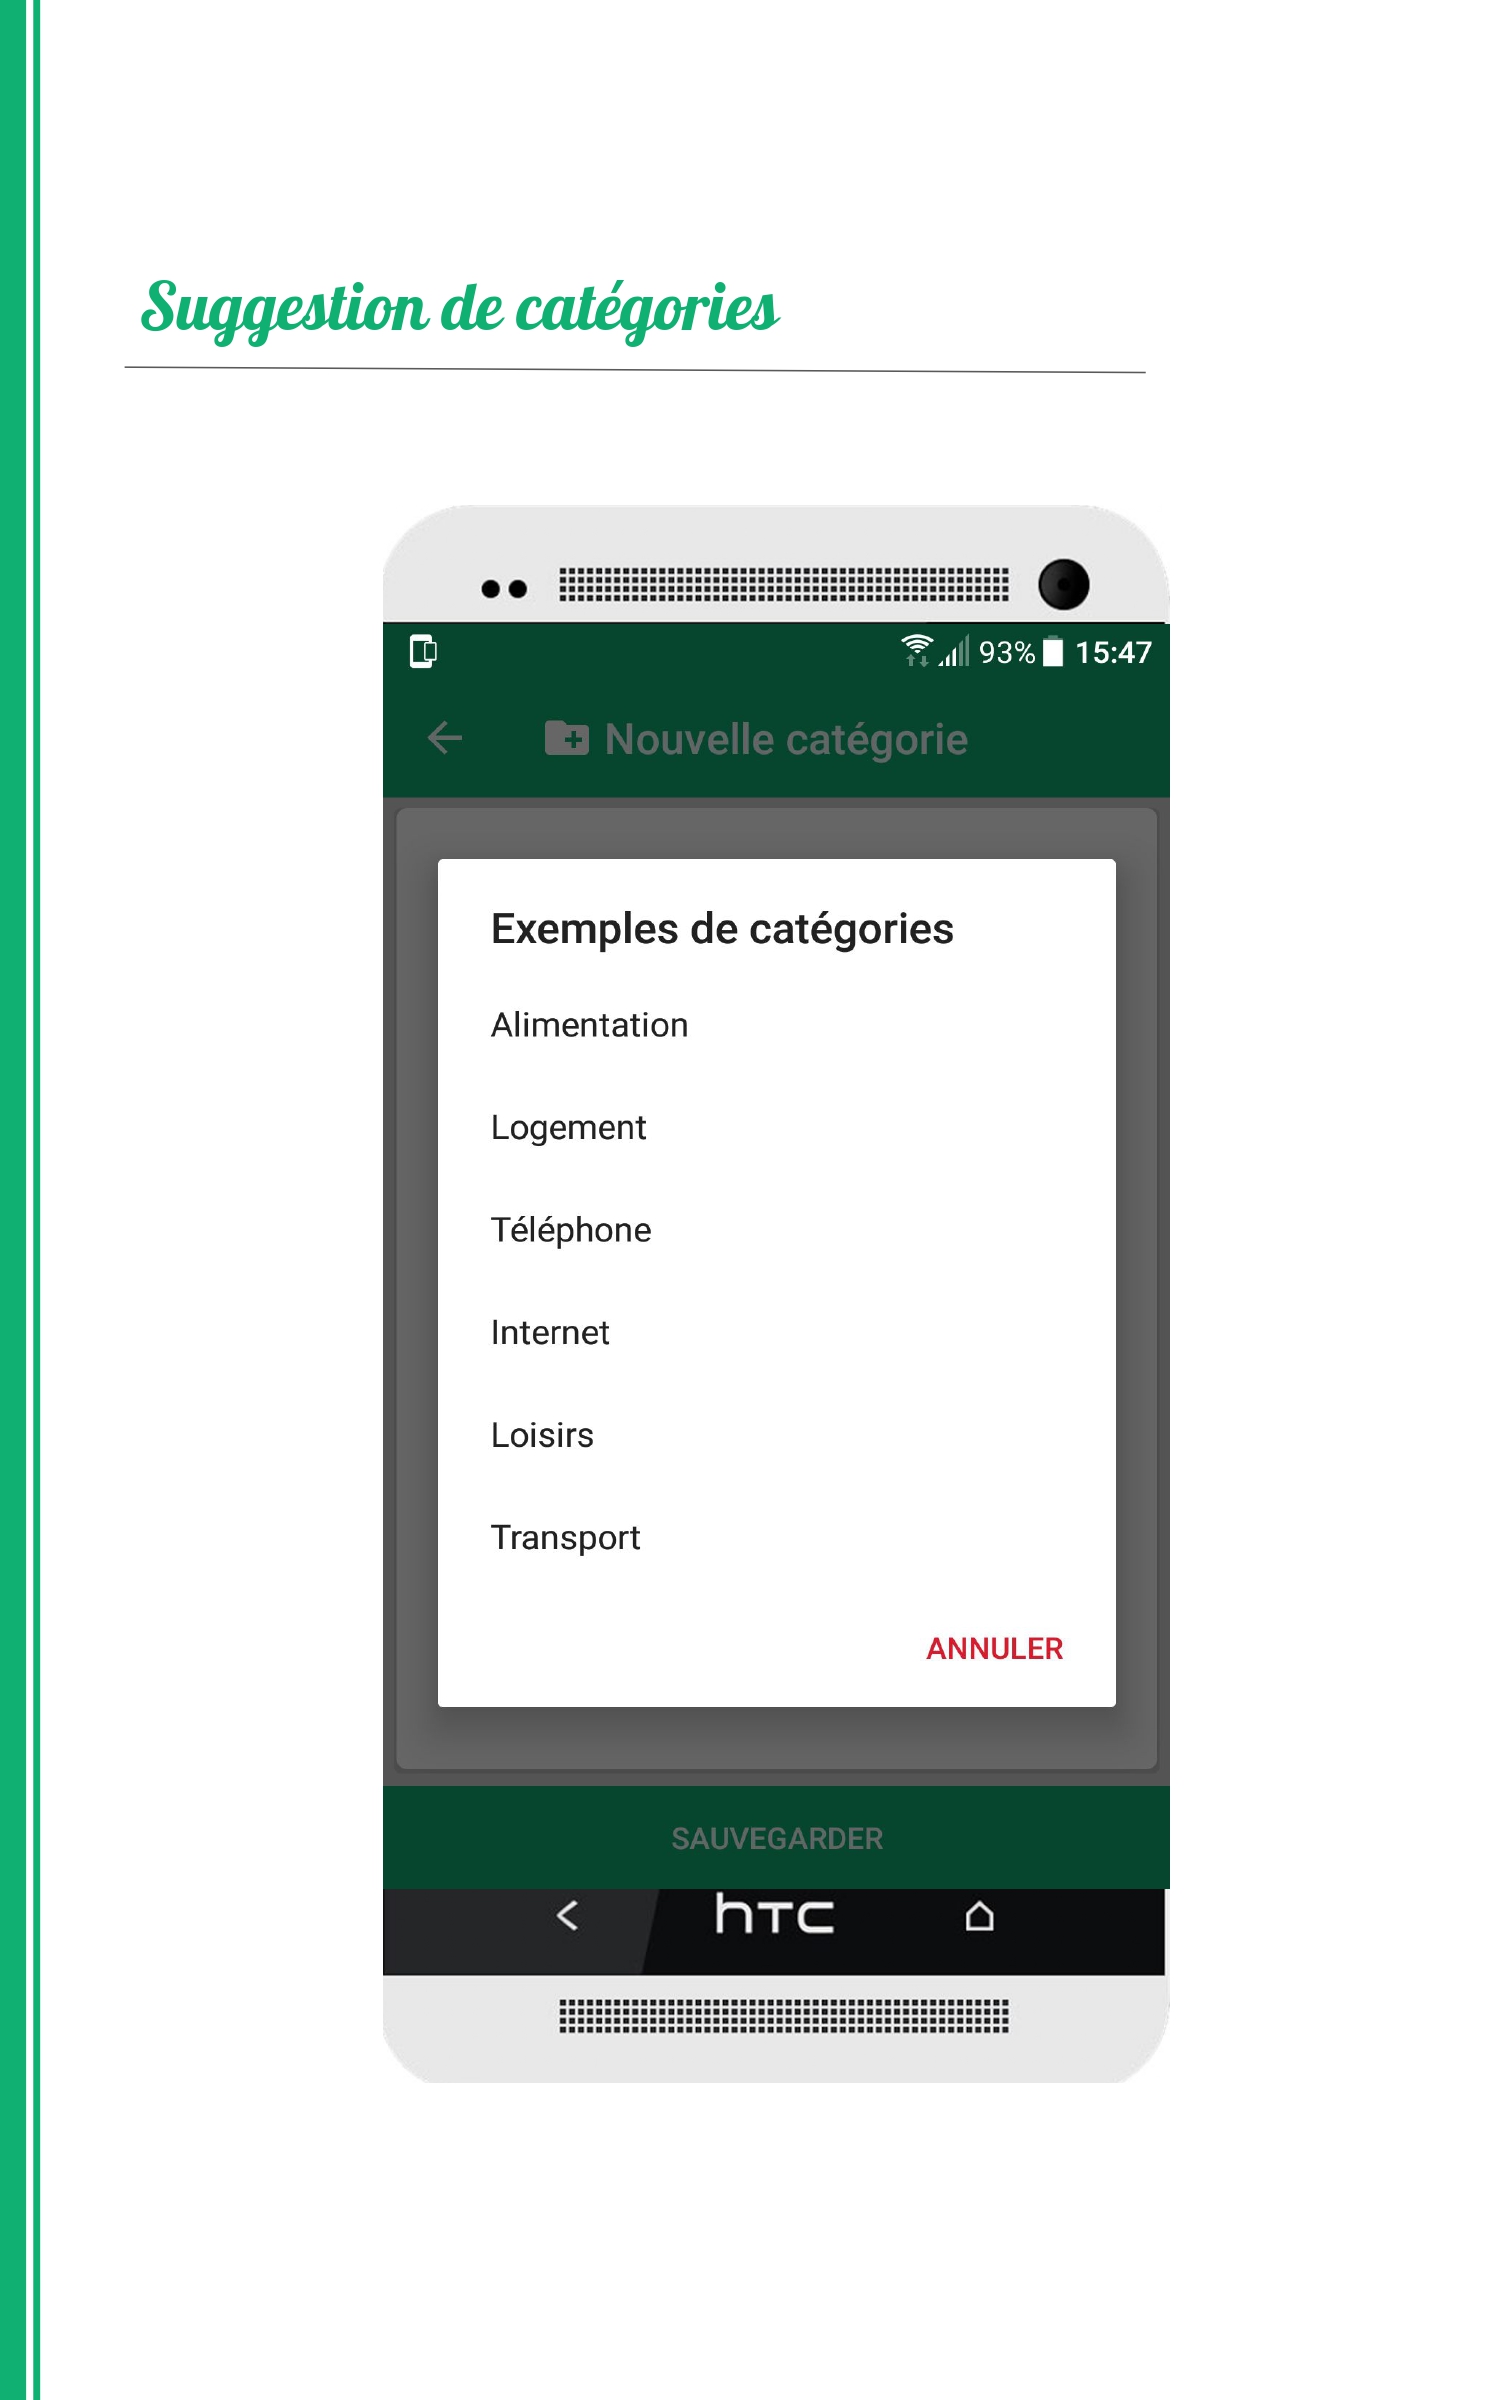 Suggestion de catégories
93% 15:47
Nouvelle catégorie
Exemples de catégories
Alimentation
Logement
Téléphone
Internet
Loisirs
Transport
ANNULER
SAUVEGARDER
hTC